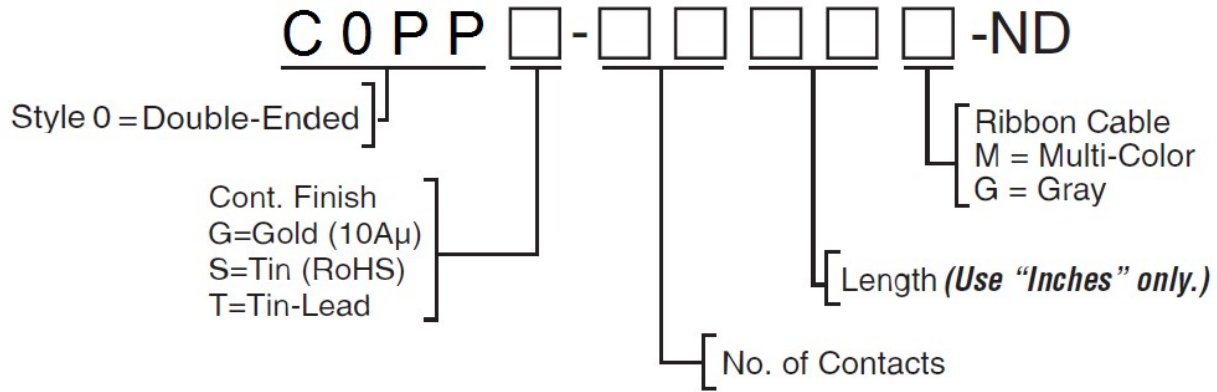 C 0 P P □ - □ □ □ □ □ -ND
Style 0 = Double-Ended
Ribbon Cable
M = Multi-Color
G = Gray
Cont. Finish
G=Gold (10Aµ)
S=Tin (RoHS)
T=Tin-Lead
Length (Use “Inches” only.)
No. of Contacts